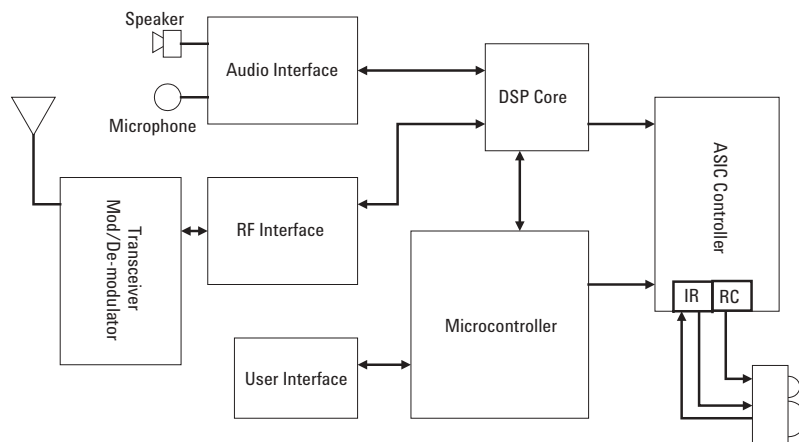 Speaker
Audio Interface
Microphone
DSP Core
ASIC Controller
Transceiver
Mod/De-modulator
RF Interface
IR
RC
Microcontroller
User Interface